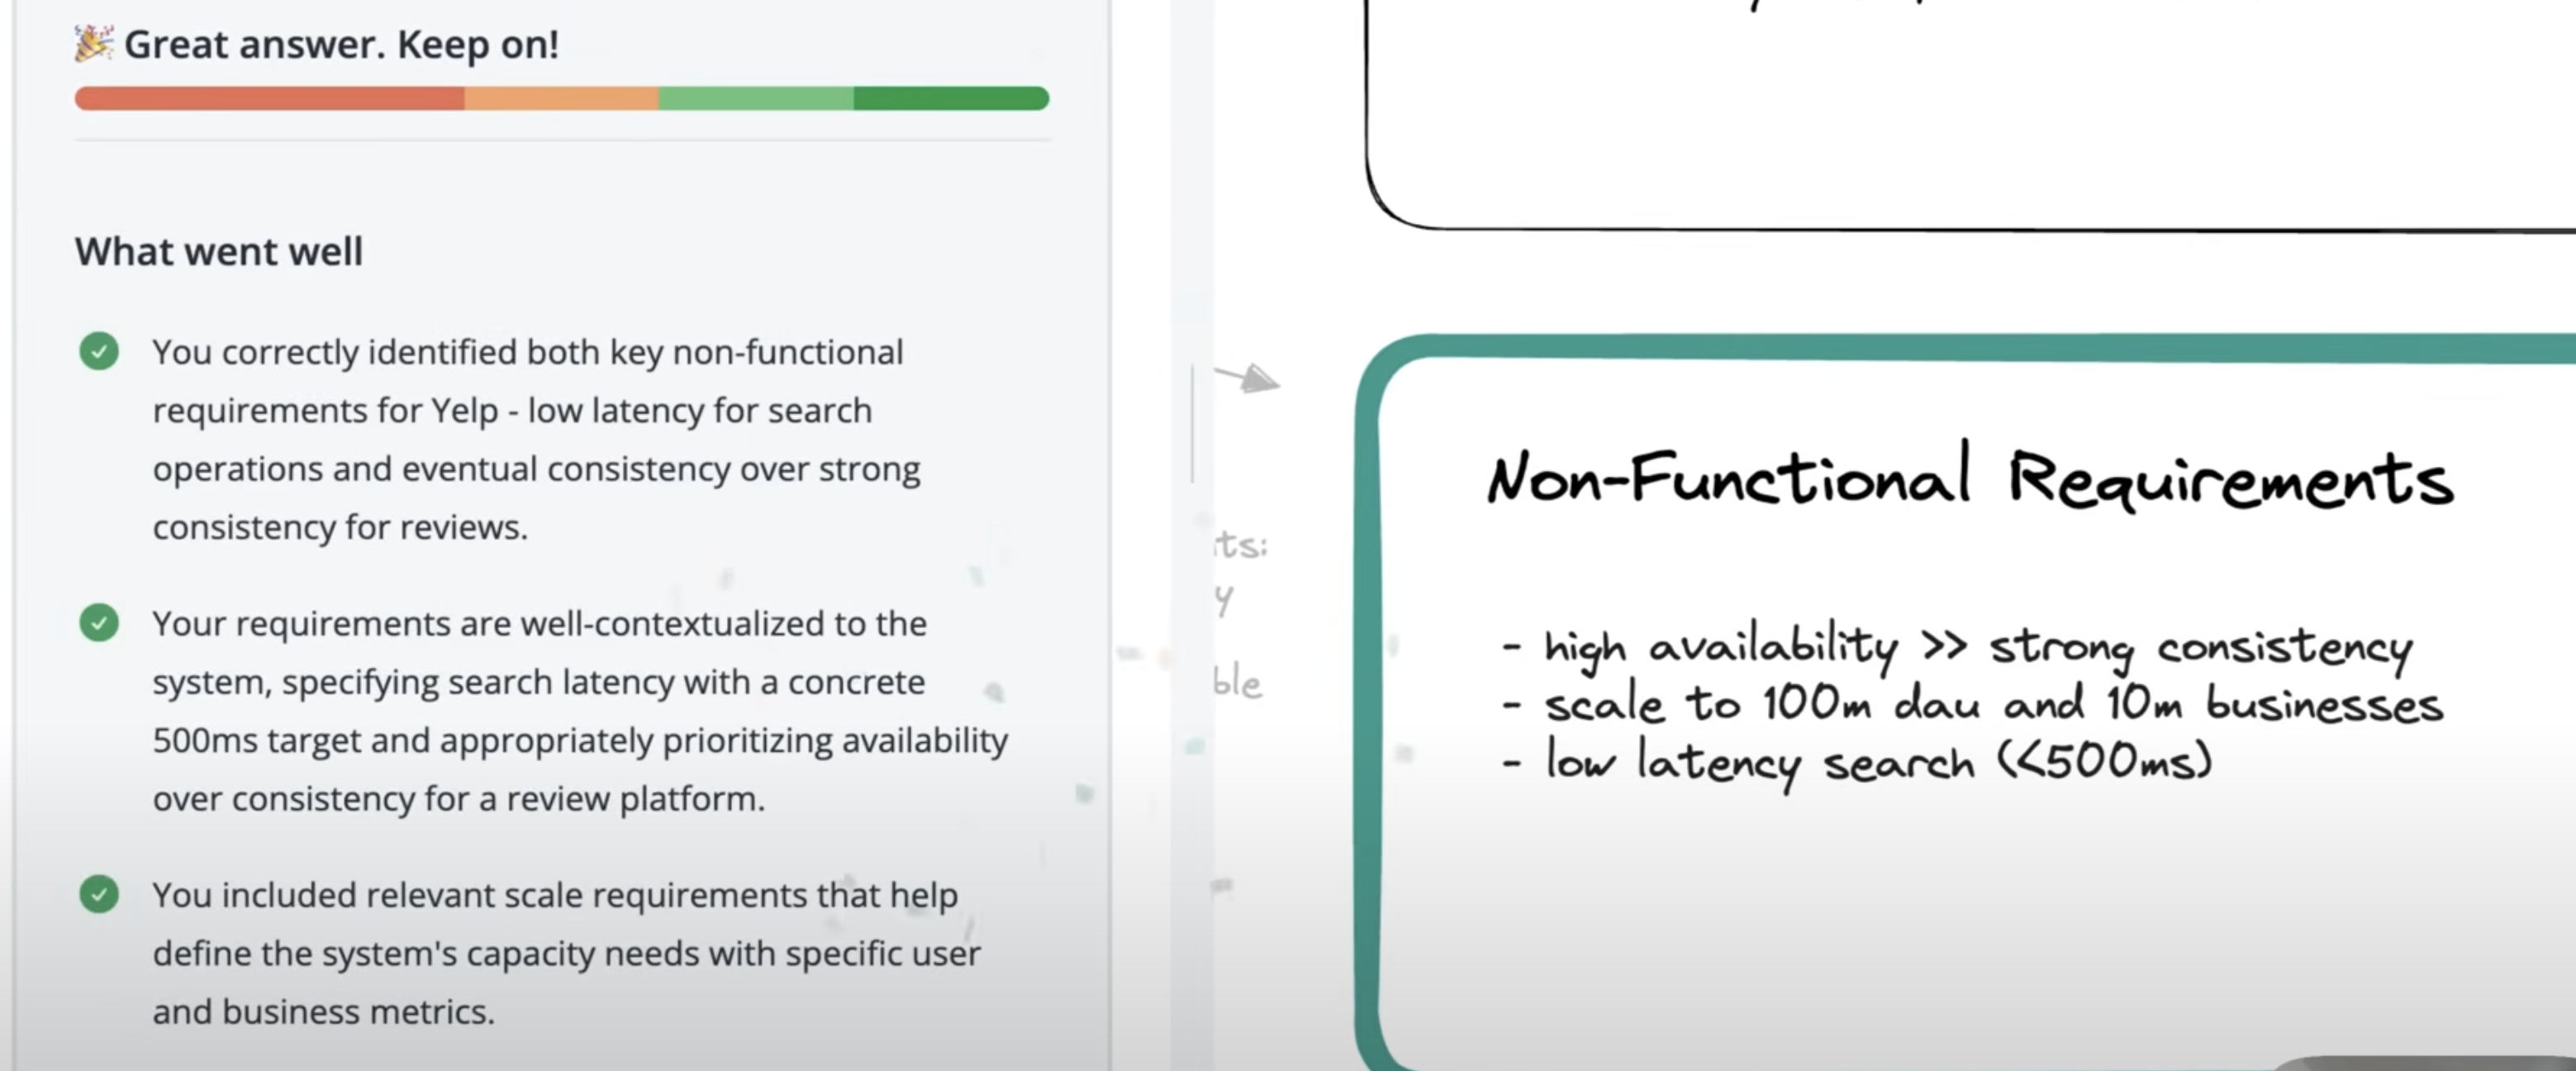 🎉 Great answer. Keep on!
What went well
You correctly identified both key non-functional
requirements for Yelp - low latency for search
operations and eventual consistency over strong
consistency for reviews.
Your requirements are well-contextualized to the
system, specifying search latency with a concrete
500ms target and appropriately prioritizing availability
over consistency for a review platform.
You included relevant scale requirements that help
define the system's capacity needs with specific user
and business metrics.
ts:
y
ble
Non-Functional Requirements
- high availability >> strong consistency
- scale to 100m dau and 10m businesses
- low latency search (<500ms)